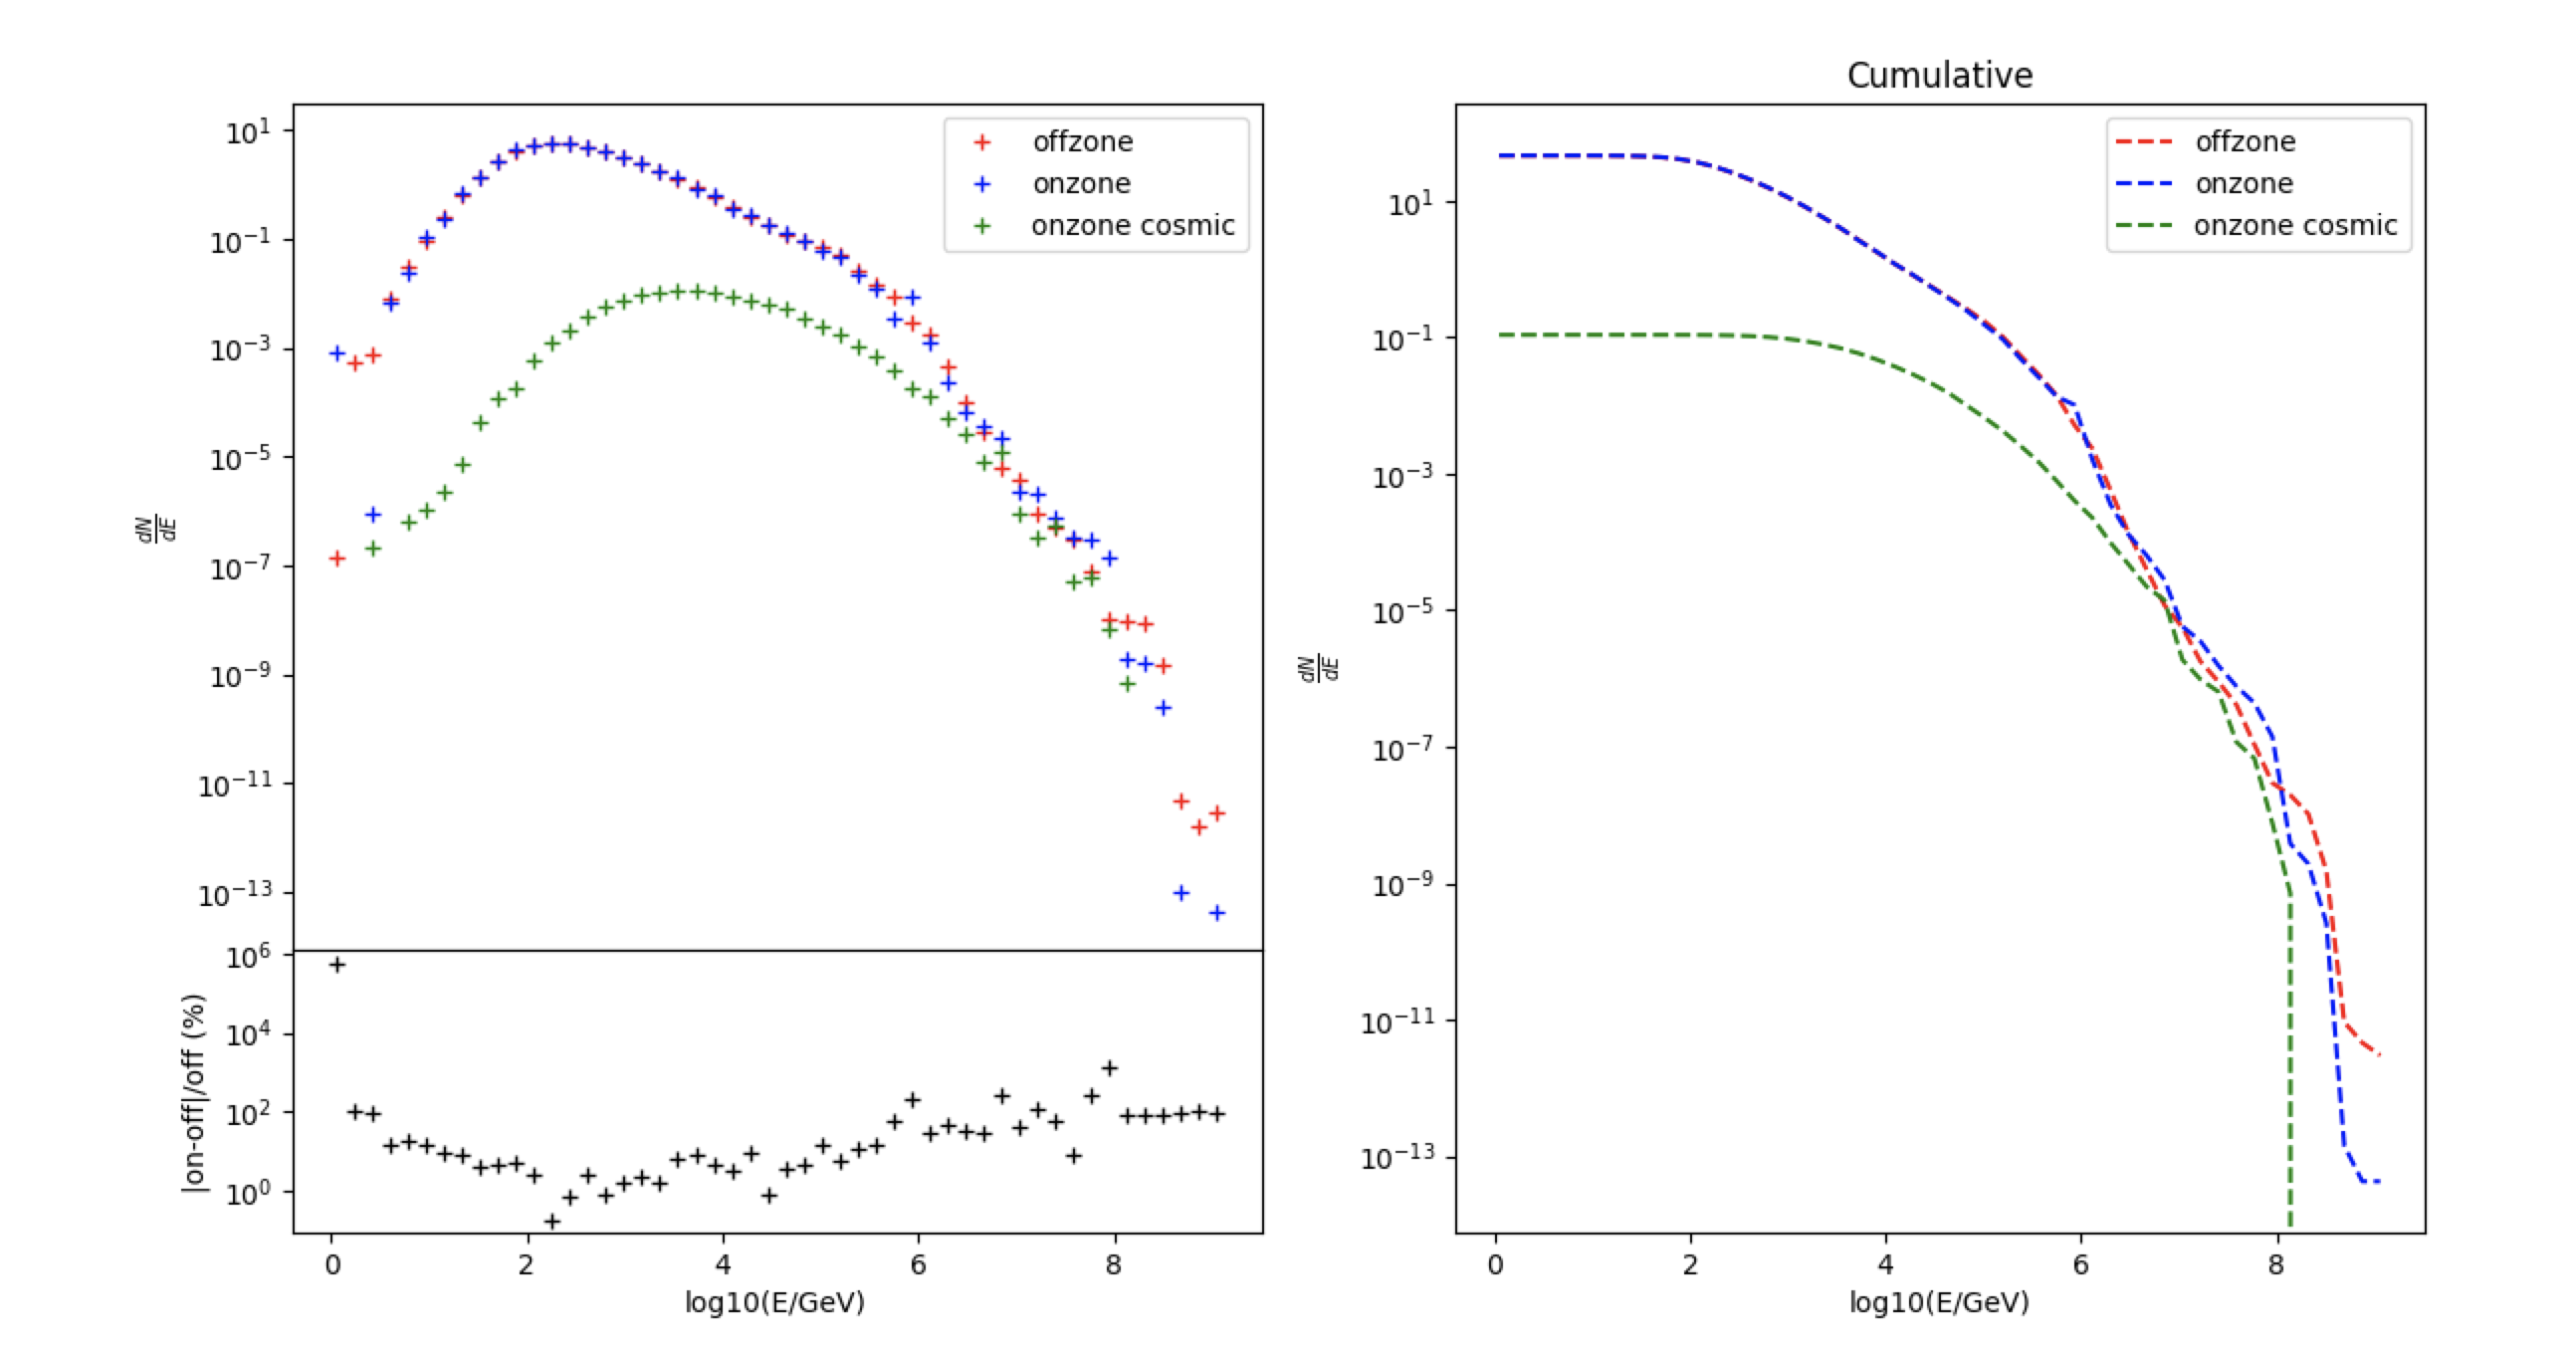 Cumulative
10^1
10^-1
10^-3
10^-5
10^-7
10^-9
10^-11
10^-13
dN/dE
offzone
onzone
onzone cosmic
10^6
10^4
10^2
10^0
|on-off|/off (%)
0 2 4 6 8
log10(E/GeV)
10^1
10^-1
10^-3
10^-5
10^-7
10^-9
10^-11
10^-13
dN/dE
offzone
onzone
onzone cosmic
0 2 4 6 8
log10(E/GeV)